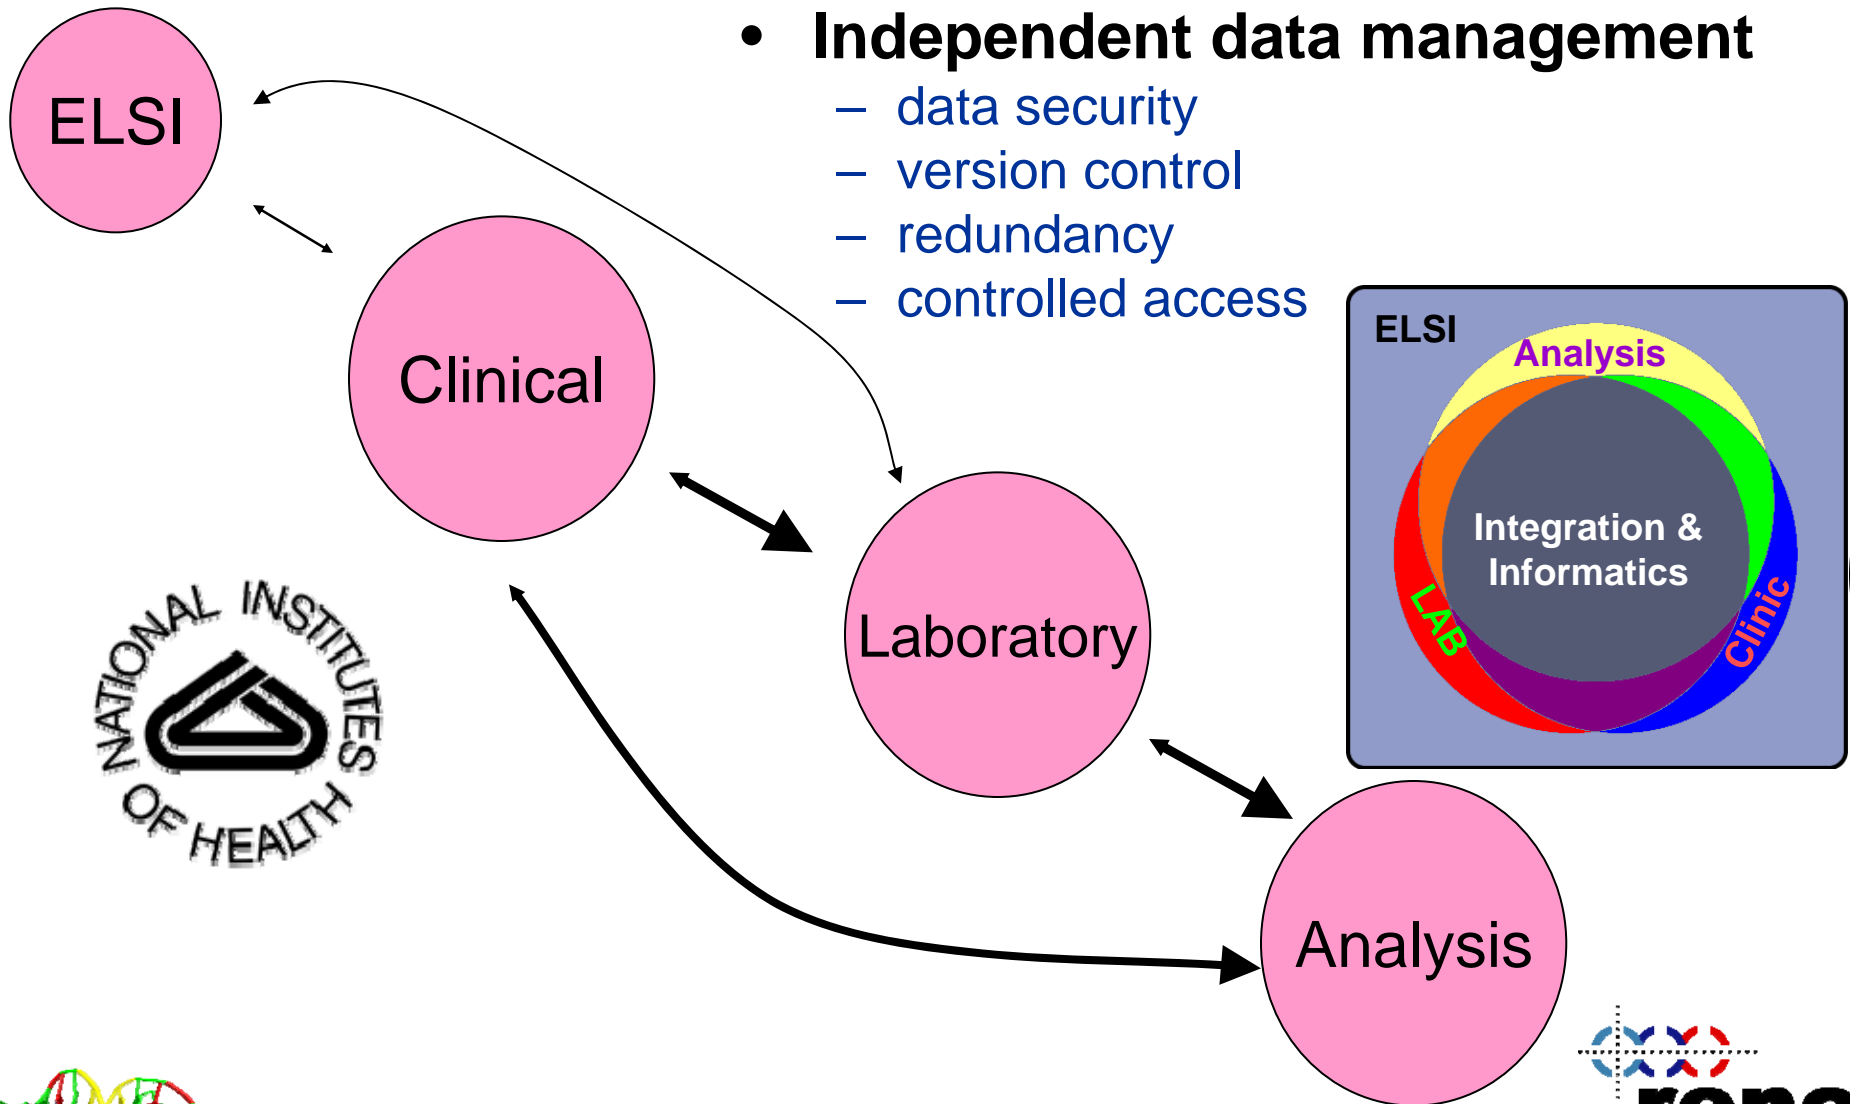 • Independent data management
– data security
– version control
– redundancy
– controlled access
ELSI
Clinical
Laboratory
Analysis
ELSI
Analysis
Integration &
Informatics
LAB
Clinic
NATIONAL INSTITUTES
OF HEALTH